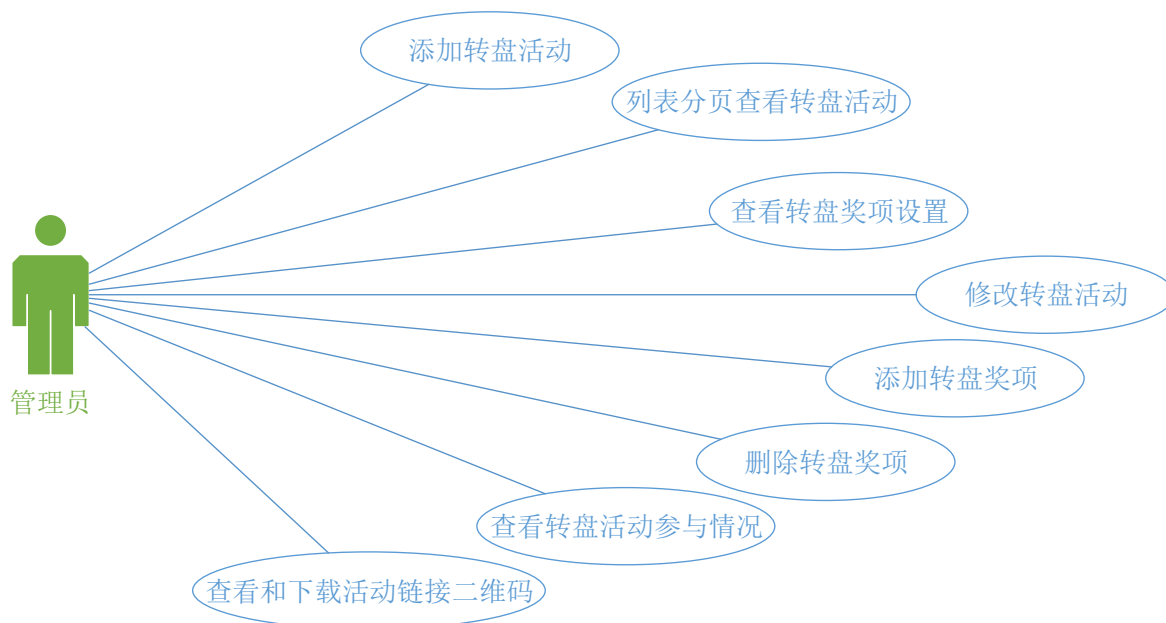 添加转盘活动
列表分页查看转盘活动
查看转盘奖项设置
修改转盘活动
添加转盘奖项
管理员
删除转盘奖项
查看转盘活动参与情况
查看和下载活动链接二维码